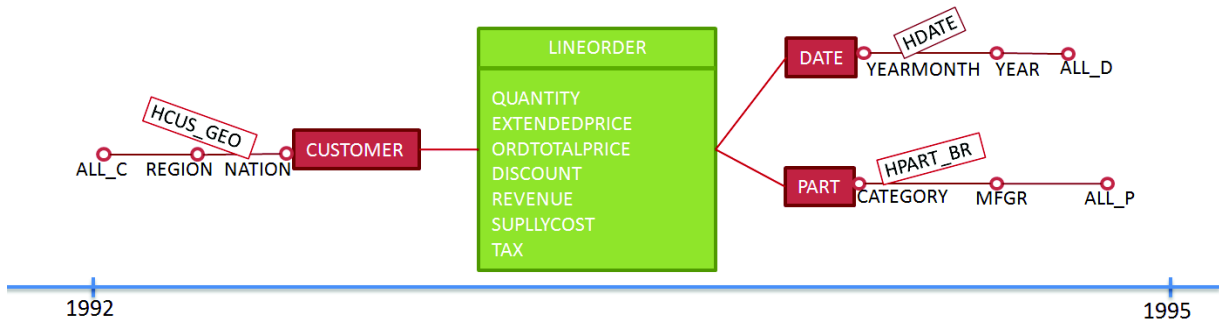 LINEORDER
QUANTITY
EXTENDEDPRICE
ORDTOTALPRICE
DISCOUNT
REVENUE
SUPLLYCOST
TAX
HCUS_GEO
CUSTOMER
ALL_C REGION NATION
HDATE
DATE
YEARMONTH YEAR ALL_D
HPART_BR
PART
CATEGORY MFGR ALL_P
1992 1995